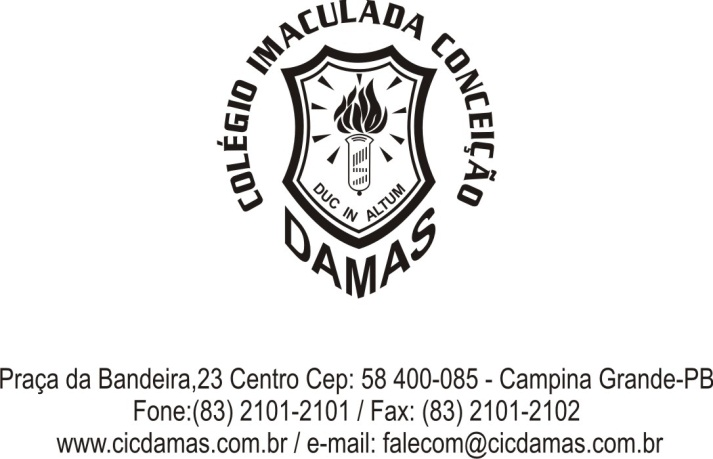 COLÉGIO IMACULADA CONCEIÇÃO
DUC IN ALTUM
DAMAS
Praça da Bandeira,23 Centro Cep: 58 400-085 - Campina Grande-PB
Fone:(83) 2101-2101 / Fax: (83) 2101-2102
www.cicdamas.com.br / e-mail: falecom@cicdamas.com.br